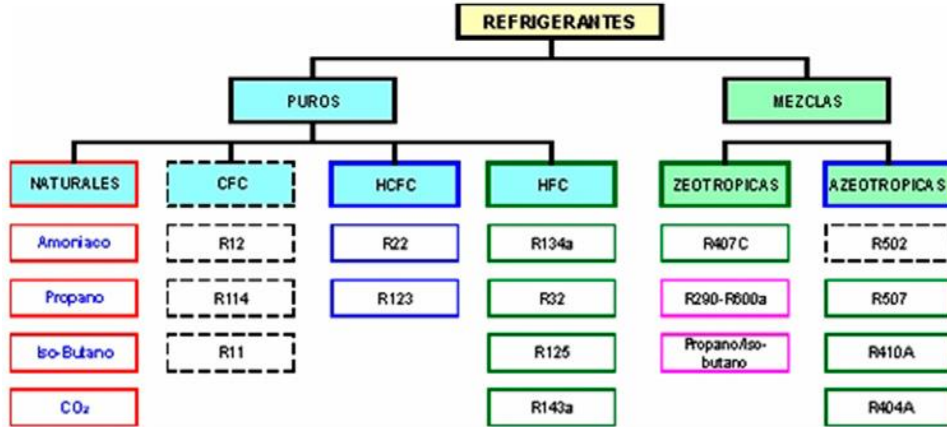 REFRIGERANTES
PUROS
MEZCLAS
NATURALES
CFC
HCFC
HFC
ZEOTROPICAS
AZEOTROPICAS
Amoniaco
R12
R22
R134a
R407C
R502
Propano
R114
R123
R32
R290-R600a
R507
Iso-Butano
R11
R125
Propano/Iso-
butano
R410A
CO₂
R143a
R404A